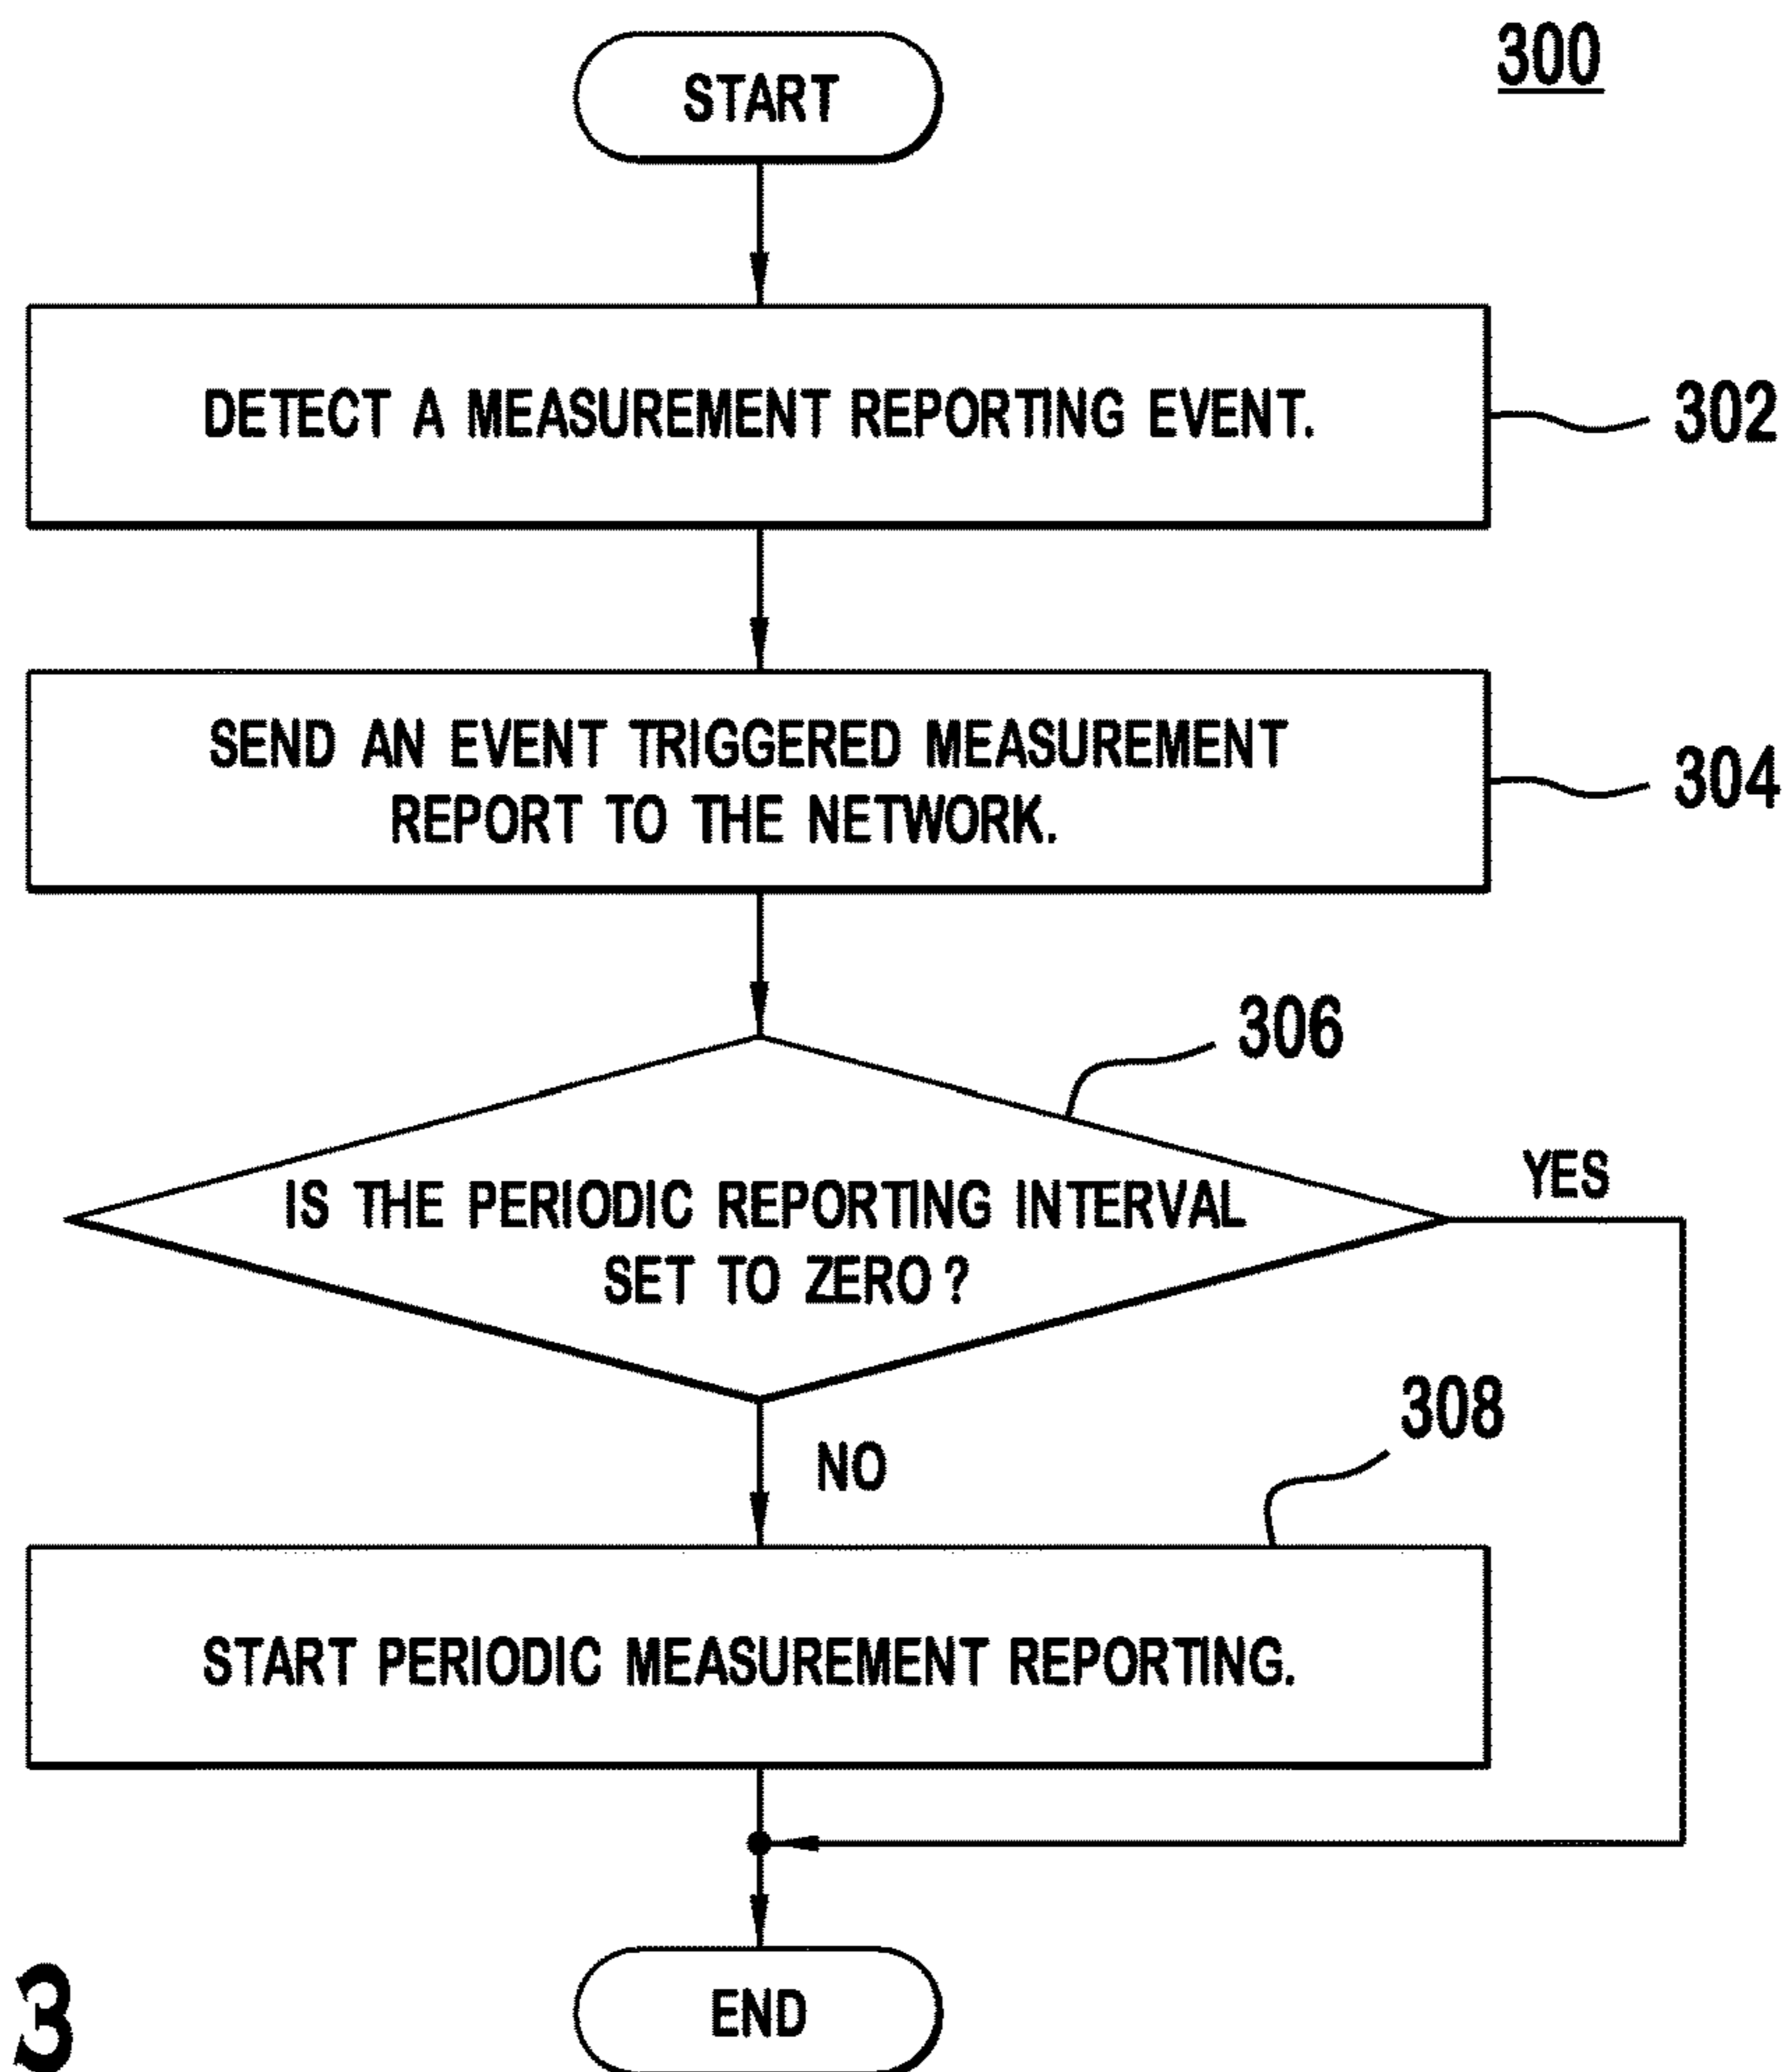 START
300
DETECT A MEASUREMENT REPORTING EVENT.
302
SEND AN EVENT TRIGGERED MEASUREMENT
REPORT TO THE NETWORK.
304
306
IS THE PERIODIC REPORTING INTERVAL
SET TO ZERO?
YES
NO
308
START PERIODIC MEASUREMENT REPORTING.
END
3